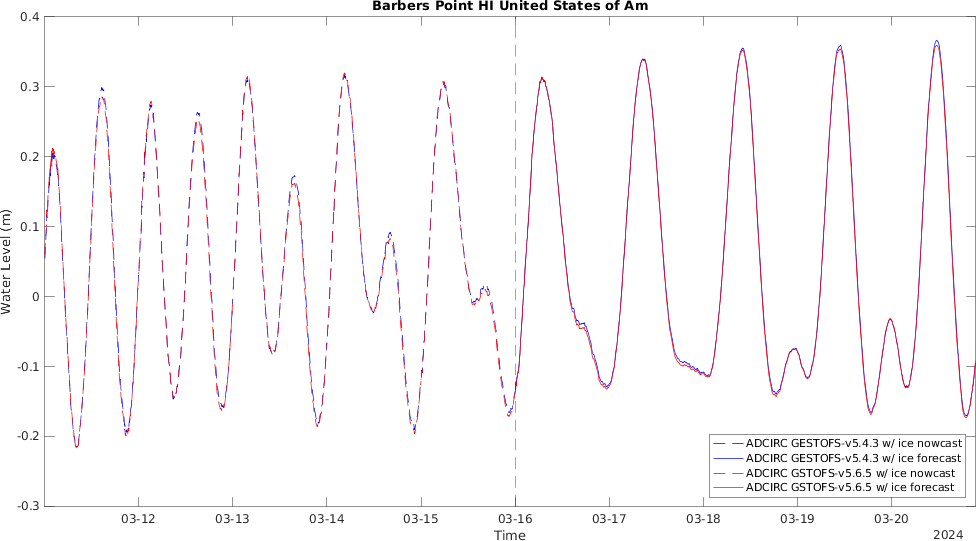 Barbers Point HI United States of Am
0.4
0.3
0.2
0.1
0
-0.1
-0.2
-0.3
Water Level (m)
03-12 03-13 03-14 03-15 03-16 03-17 03-18 03-19 03-20
Time
2024
ADCIRC GESTOFS-v5.4.3 w/ ice nowcast
ADCIRC GESTOFS-v5.4.3 w/ ice forecast
ADCIRC GSTOFS-v5.6.5 w/ ice nowcast
ADCIRC GSTOFS-v5.6.5 w/ ice forecast